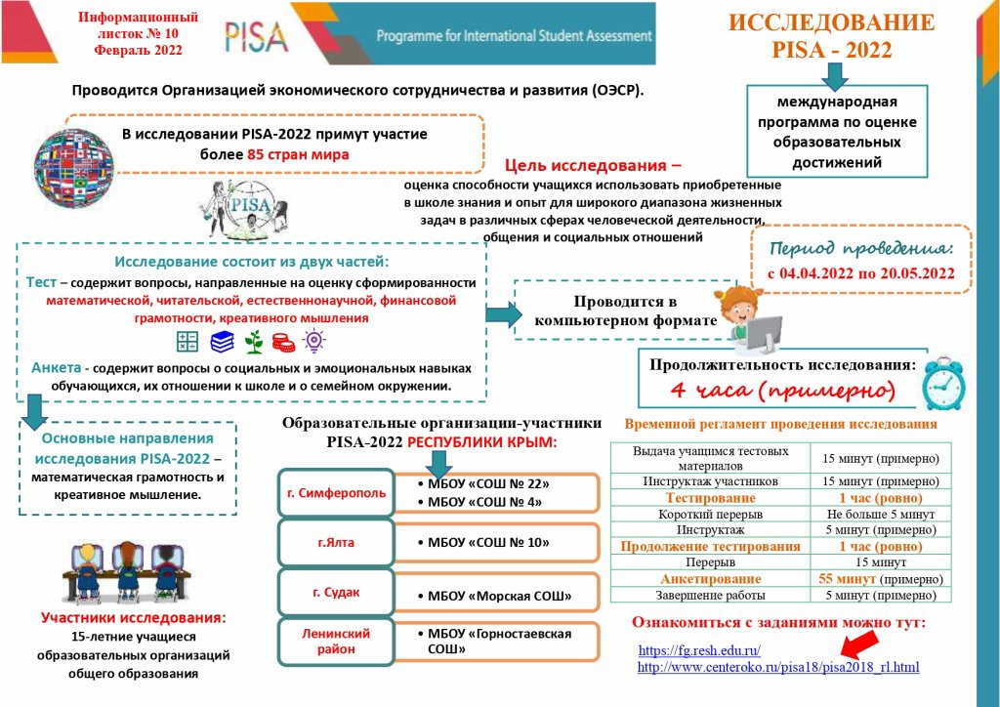 Информационный
листок № 10
Февраль 2022
PISA
Programme for International Student Assessment
ИССЛЕДОВАНИЕ
PISA - 2022
международная
программа по оценке
образовательных
достижений
Проводится Организацией экономического сотрудничества и развития (ОЭСР).
В исследовании PISA-2022 примут участие
более 85 стран мира
PISA
Цель исследования –
оценка способности учащихся использовать приобретенные
в школе знания и опыт для широкого диапазона жизненных
задач в различных сферах человеческой деятельности,
общения и социальных отношений
Период проведения:
с 04.04.2022 по 20.05.2022
Исследование состоит из двух частей:
Тест – содержит вопросы, направленные на оценку сформированности
математической, читательской, естественнонаучной, финансовой
грамотности, креативного мышления
Анкета - содержит вопросы о социальных и эмоциональных навыках
обучающихся, их отношении к школе и о семейном окружении.
Проводится в
компьютерном формате
Продолжительность исследования:
4 часа (примерно)
Основные направления
исследования PISA-2022 –
математическая грамотность и
креативное мышление.
Участники исследования:
15-летние учащиеся
образовательных организаций
общего образования
Образовательные организации-участники
PISA-2022 РЕСПУБЛИКИ КРЫМ:
г. Симферополь
• МБОУ «СОШ № 22»
• МБОУ «СОШ № 4»
г.Ялта
• МБОУ «СОШ № 10»
г. Судак
• МБОУ «Морская СОШ»
Ленинский
район
• МБОУ «Горностаевская
СОШ»
Временной регламент проведения исследования
Выдача учащимся тестовых
материалов 15 минут (примерно)
Инструктаж участников 15 минут (примерно)
Тестирование 1 час (ровно)
Короткий перерыв Не больше 5 минут
Инструктаж 5 минут (примерно)
Продолжение тестирования 1 час (ровно)
Перерыв 15 минут
Анкетирование 55 минут (примерно)
Завершение работы 5 минут (примерно)
Ознакомиться с заданиями можно тут:
https://fg.resh.edu.ru/
http://www.centeroko.ru/pisa18/pisa2018_rl.html